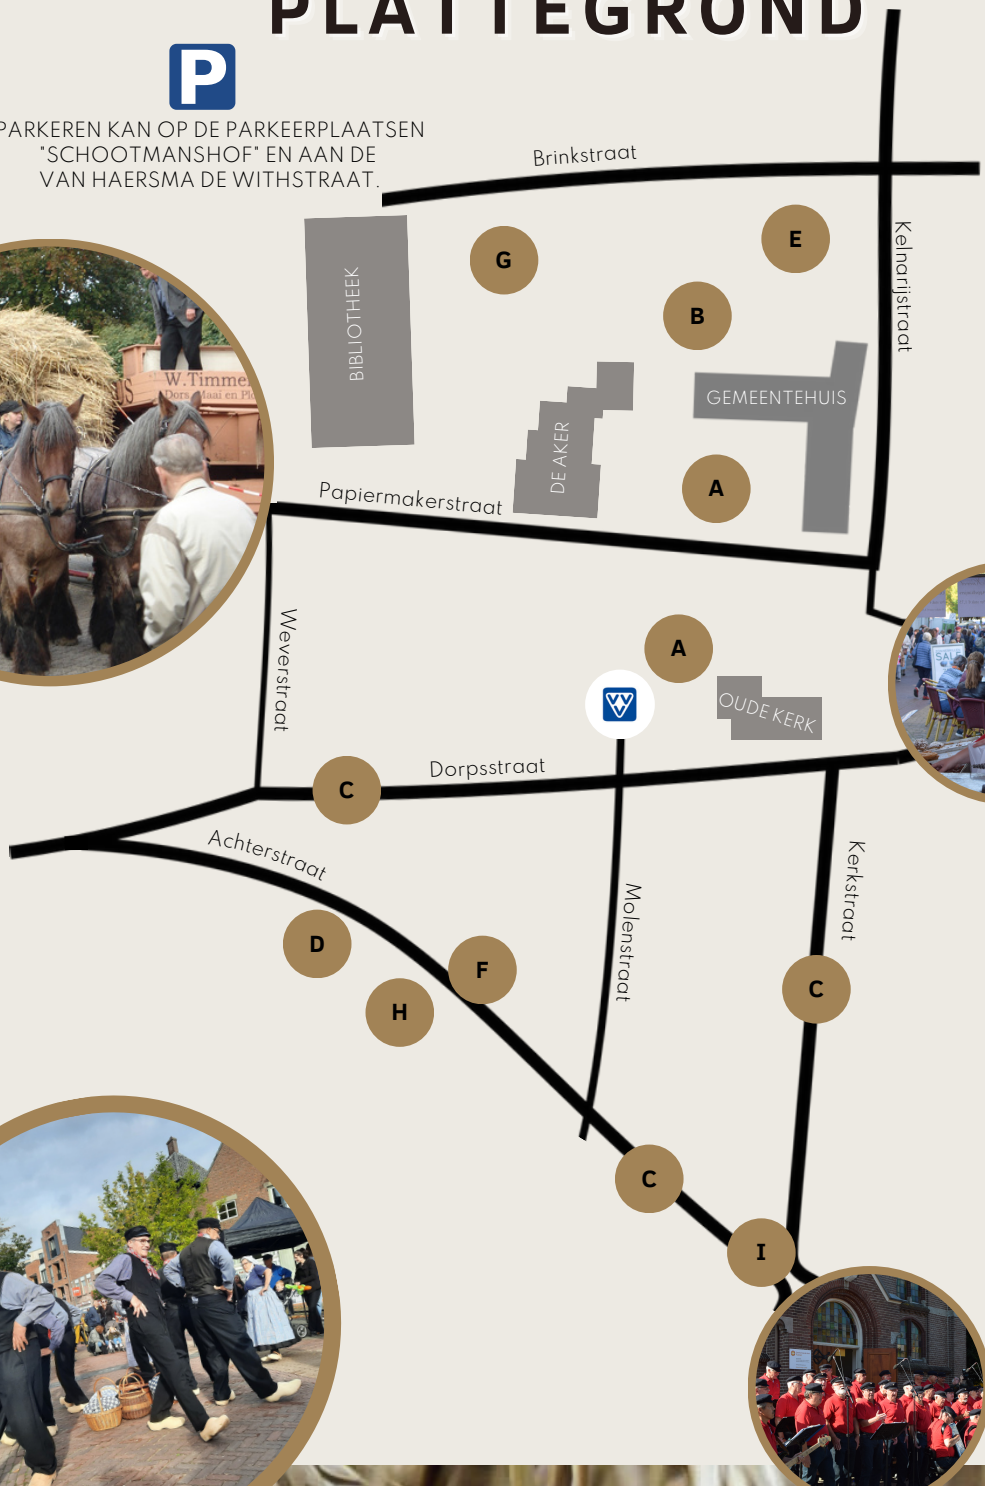 PLATTEGROND
P
PARKEREN KAN OP DE PARKEERPLAATSEN
"SCHOOTMANSHOF" EN AAN DE
VAN HAERSMA DE WITHSTRAAT.
Brinkstraat
Kelnarijstraat
G
E
B
BIBLIOTHEEK
GEMEENTEHUIS
DE AKER
A
W.Timme
Papiermakerstraat
Weverstraat
A
OUDE KERK
SALE
Dorpsstraat
C
Achterstraat
Molenstraat
Kerkstraat
D
F
H
C
C
I